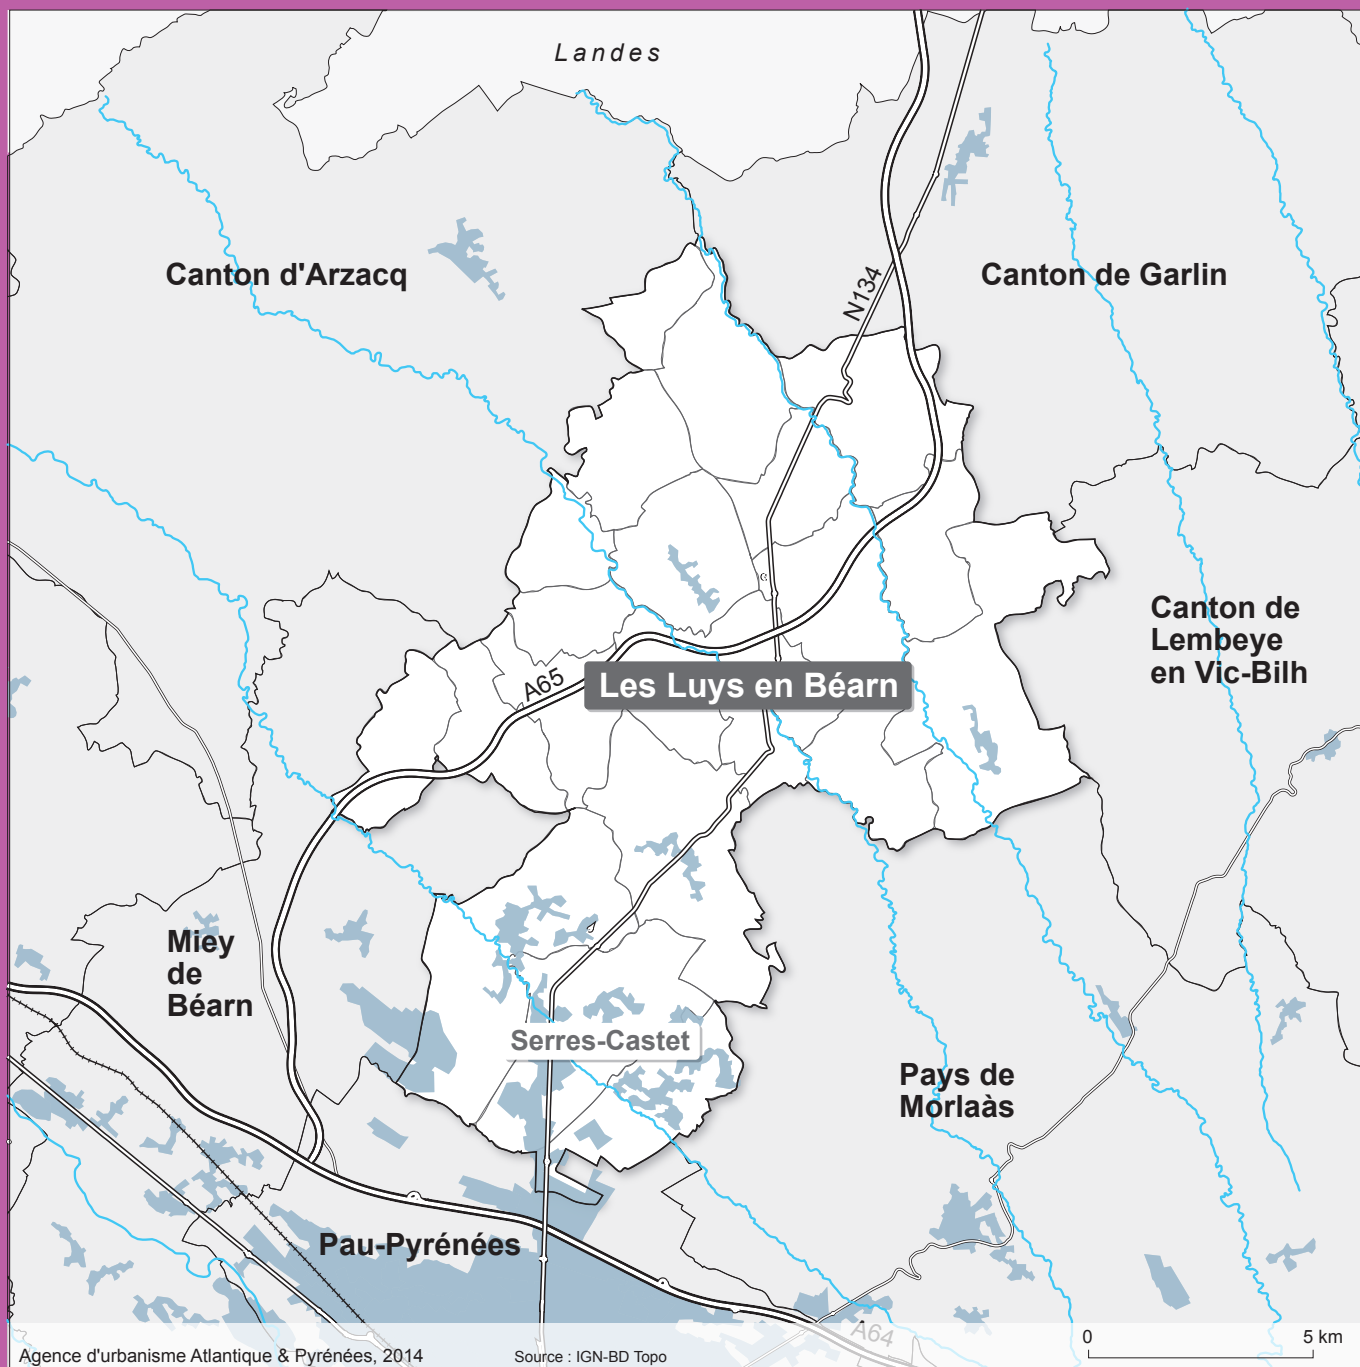 Landes
Canton d'Arzacq
N134
Canton de Garlin
Canton de
Lembeye
en Vic-Bilh
A65
Les Luys en Béarn
Miey
de
Béarn
Serres-Castet
Pays de
Morlaàs
Pau-Pyrénées
A64
0 5 km
Agence d'urbanisme Atlantique & Pyrénées, 2014
Source : IGN-BD Topo